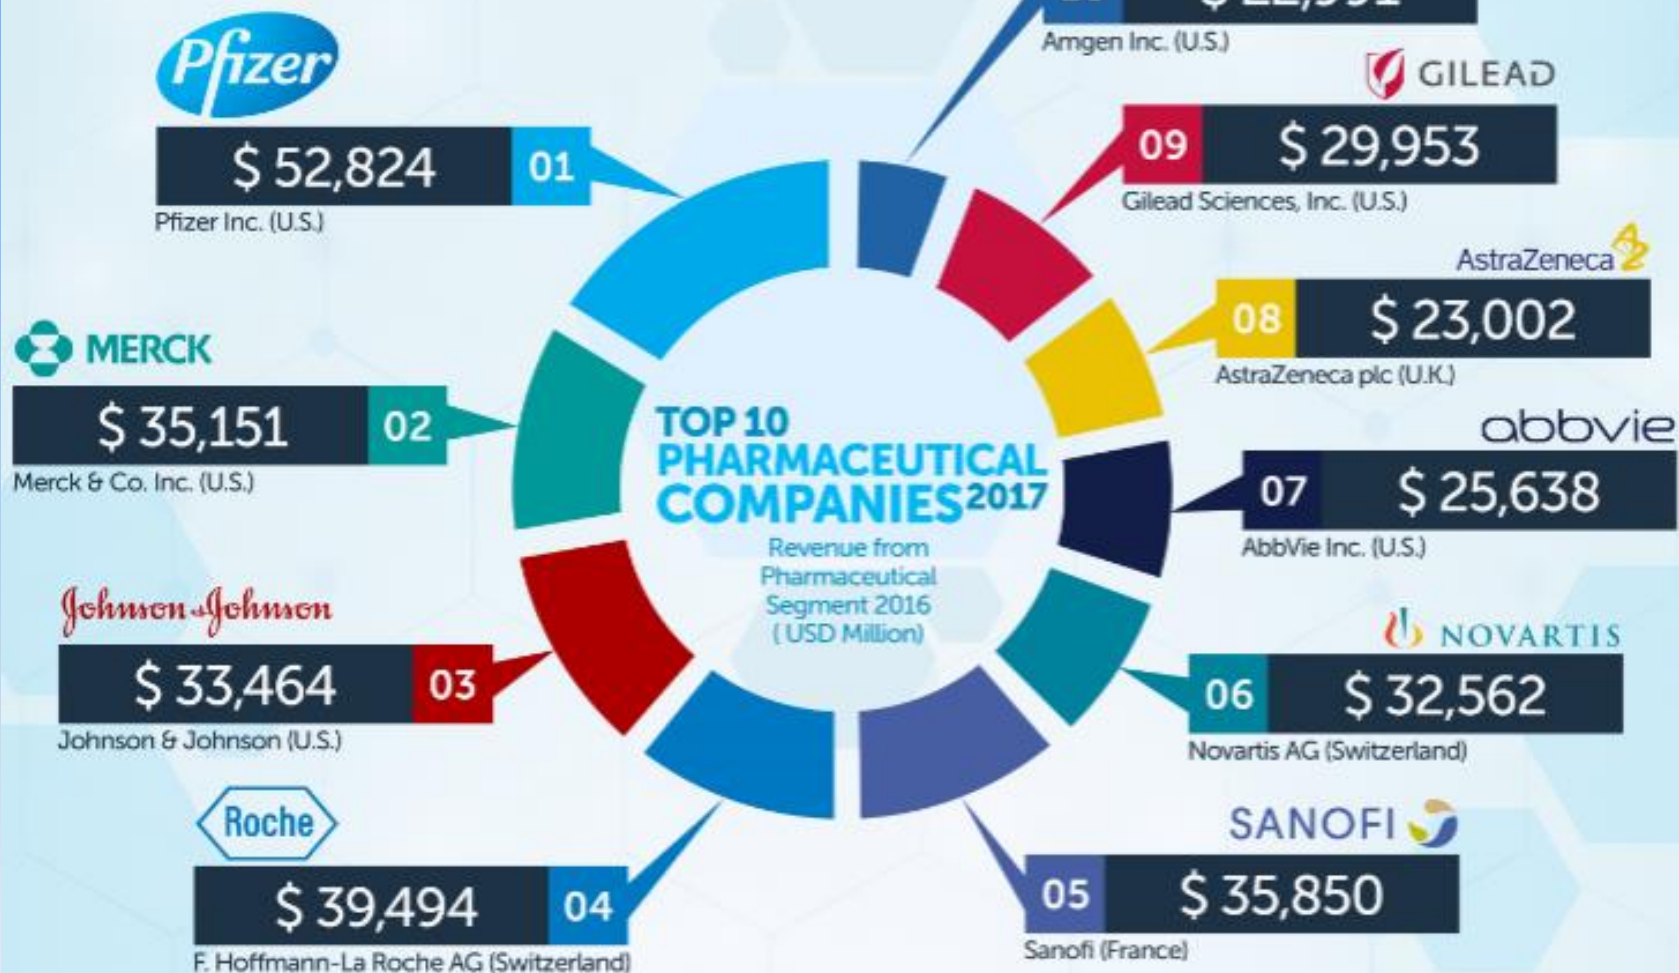 Pfizer
$ 52,824 01
Pfizer Inc. (U.S.)
MERCK
$ 35,151 02
Merck & Co. Inc. (U.S.)
Johnson & Johnson
$ 33,464 03
Johnson & Johnson (U.S.)
Roche
$ 39,494 04
F. Hoffmann-La Roche AG (Switzerland)
TOP 10
PHARMACEUTICAL
COMPANIES 2017
Revenue from
Pharmaceutical
Segment 2016
( USD Million)
Amgen Inc. (U.S.)
GILEAD
09 $ 29,953
Gilead Sciences, Inc. (U.S.)
AstraZeneca
08 $ 23,002
AstraZeneca plc (U.K.)
abbvie
07 $ 25,638
AbbVie Inc. (U.S.)
NOVARTIS
06 $ 32,562
Novartis AG (Switzerland)
SANOFI
05 $ 35,850
Sanofi (France)